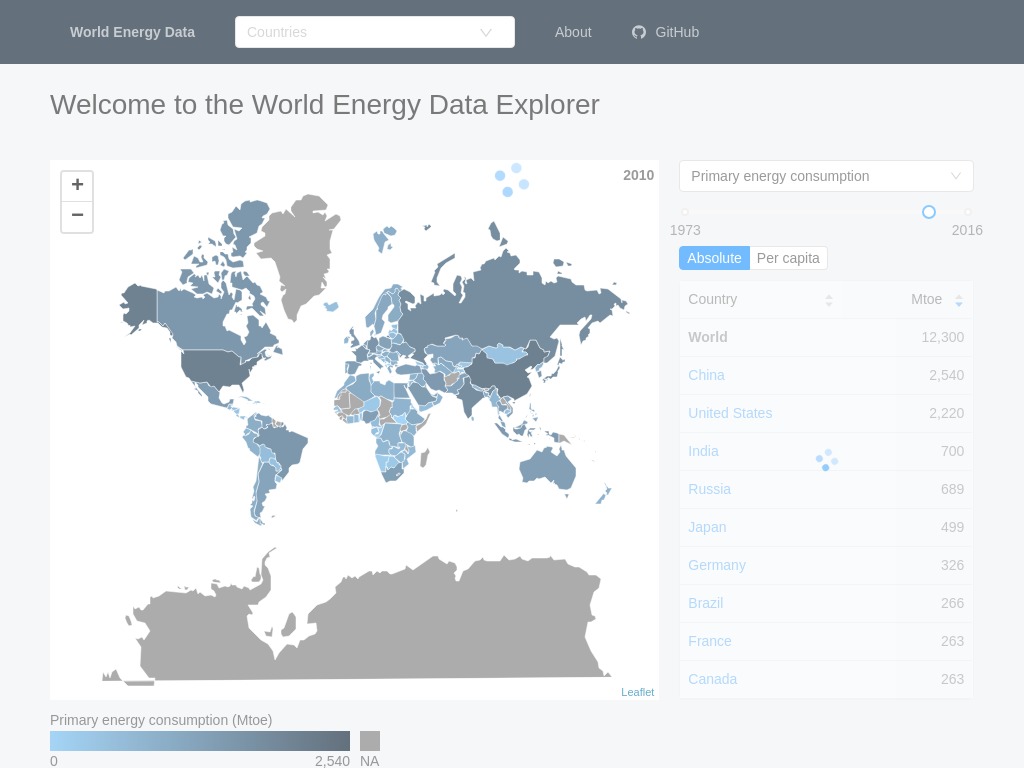 World Energy Data
Countries
About
GitHub
Welcome to the World Energy Data Explorer
+
−
2010
Leaflet
Primary energy consumption (Mtoe)
0
2,540
NA
Primary energy consumption
1973
2016
Absolute
Per capita
Country Mtoe
World 12,300
China 2,540
United States 2,220
India 700
Russia 689
Japan 499
Germany 326
Brazil 266
France 263
Canada 263